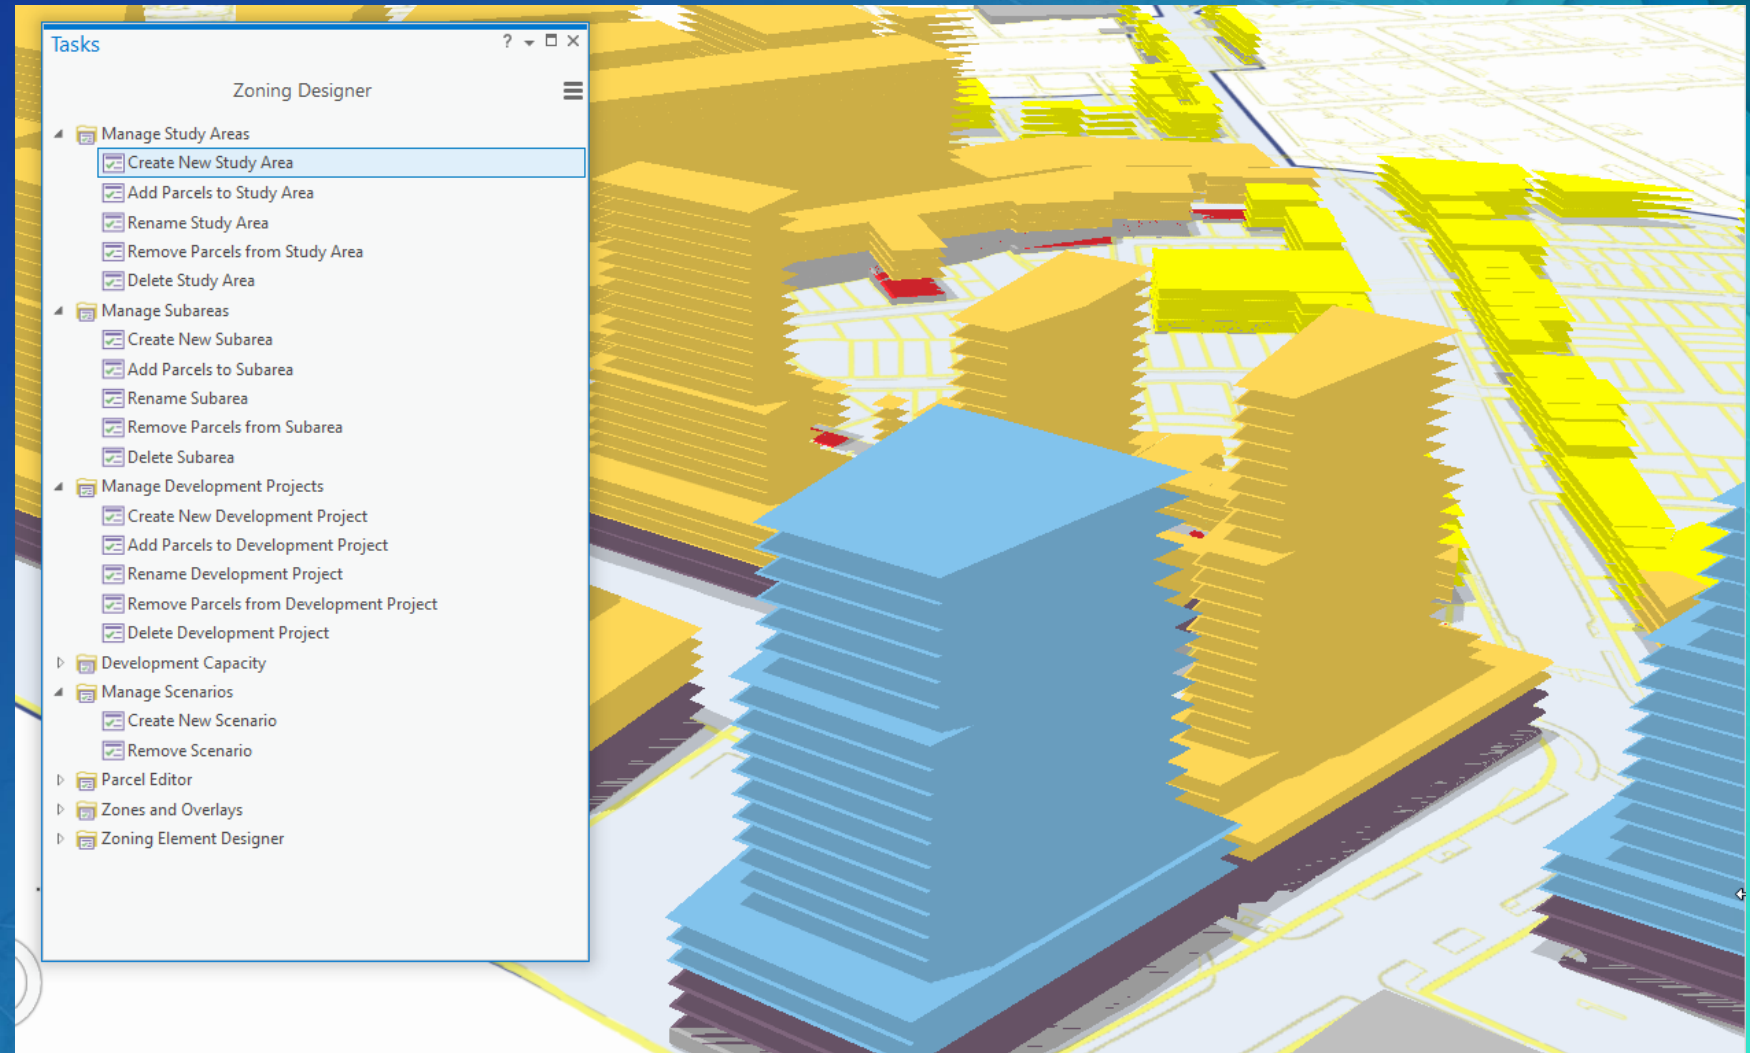 Tasks
?
Zoning Designer
Manage Study Areas
Create New Study Area
Add Parcels to Study Area
Rename Study Area
Remove Parcels from Study Area
Delete Study Area
Manage Subareas
Create New Subarea
Add Parcels to Subarea
Rename Subarea
Remove Parcels from Subarea
Delete Subarea
Manage Development Projects
Create New Development Project
Add Parcels to Development Project
Rename Development Project
Remove Parcels from Development Project
Delete Development Project
Development Capacity
Manage Scenarios
Create New Scenario
Remove Scenario
Parcel Editor
Zones and Overlays
Zoning Element Designer